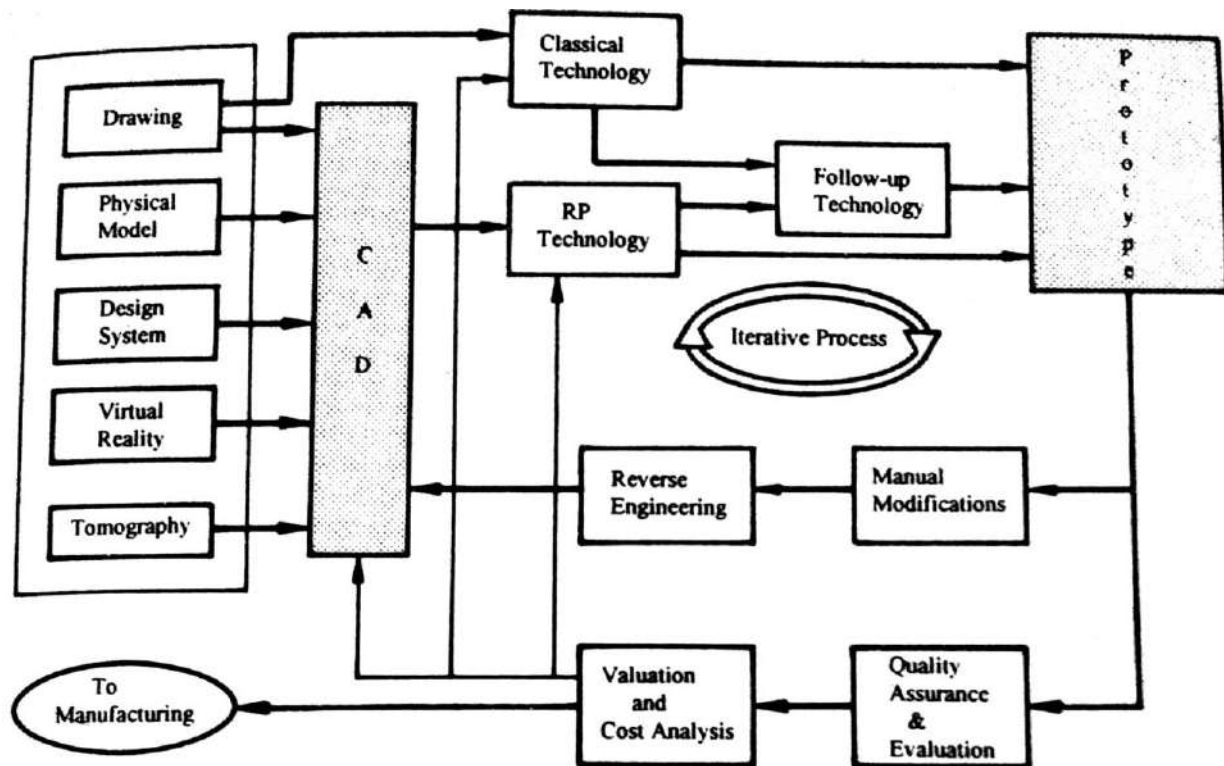 Classical
Technology
Drawing
Physical
Model
Design
System
Virtual
Reality
Tomography
C
A
D
RP
Technology
Follow-up
Technology
P
r
o
t
o
t
y
p
e
Iterative Process
Reverse
Engineering
Manual
Modifications
To
Manufacturing
Valuation
and
Cost Analysis
Quality
Assurance
&
Evaluation